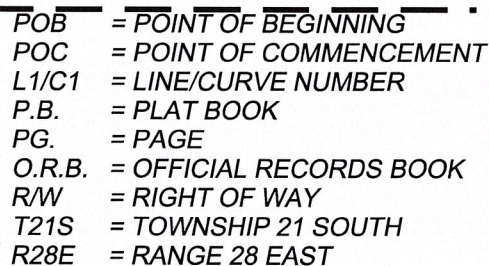 POB = POINT OF BEGINNING
POC = POINT OF COMMENCEMENT
L1/C1 = LINE/CURVE NUMBER
P.B. = PLAT BOOK
PG. = PAGE
O.R.B. = OFFICIAL RECORDS BOOK
R/W = RIGHT OF WAY
T21S = TOWNSHIP 21 SOUTH
R28E = RANGE 28 EAST